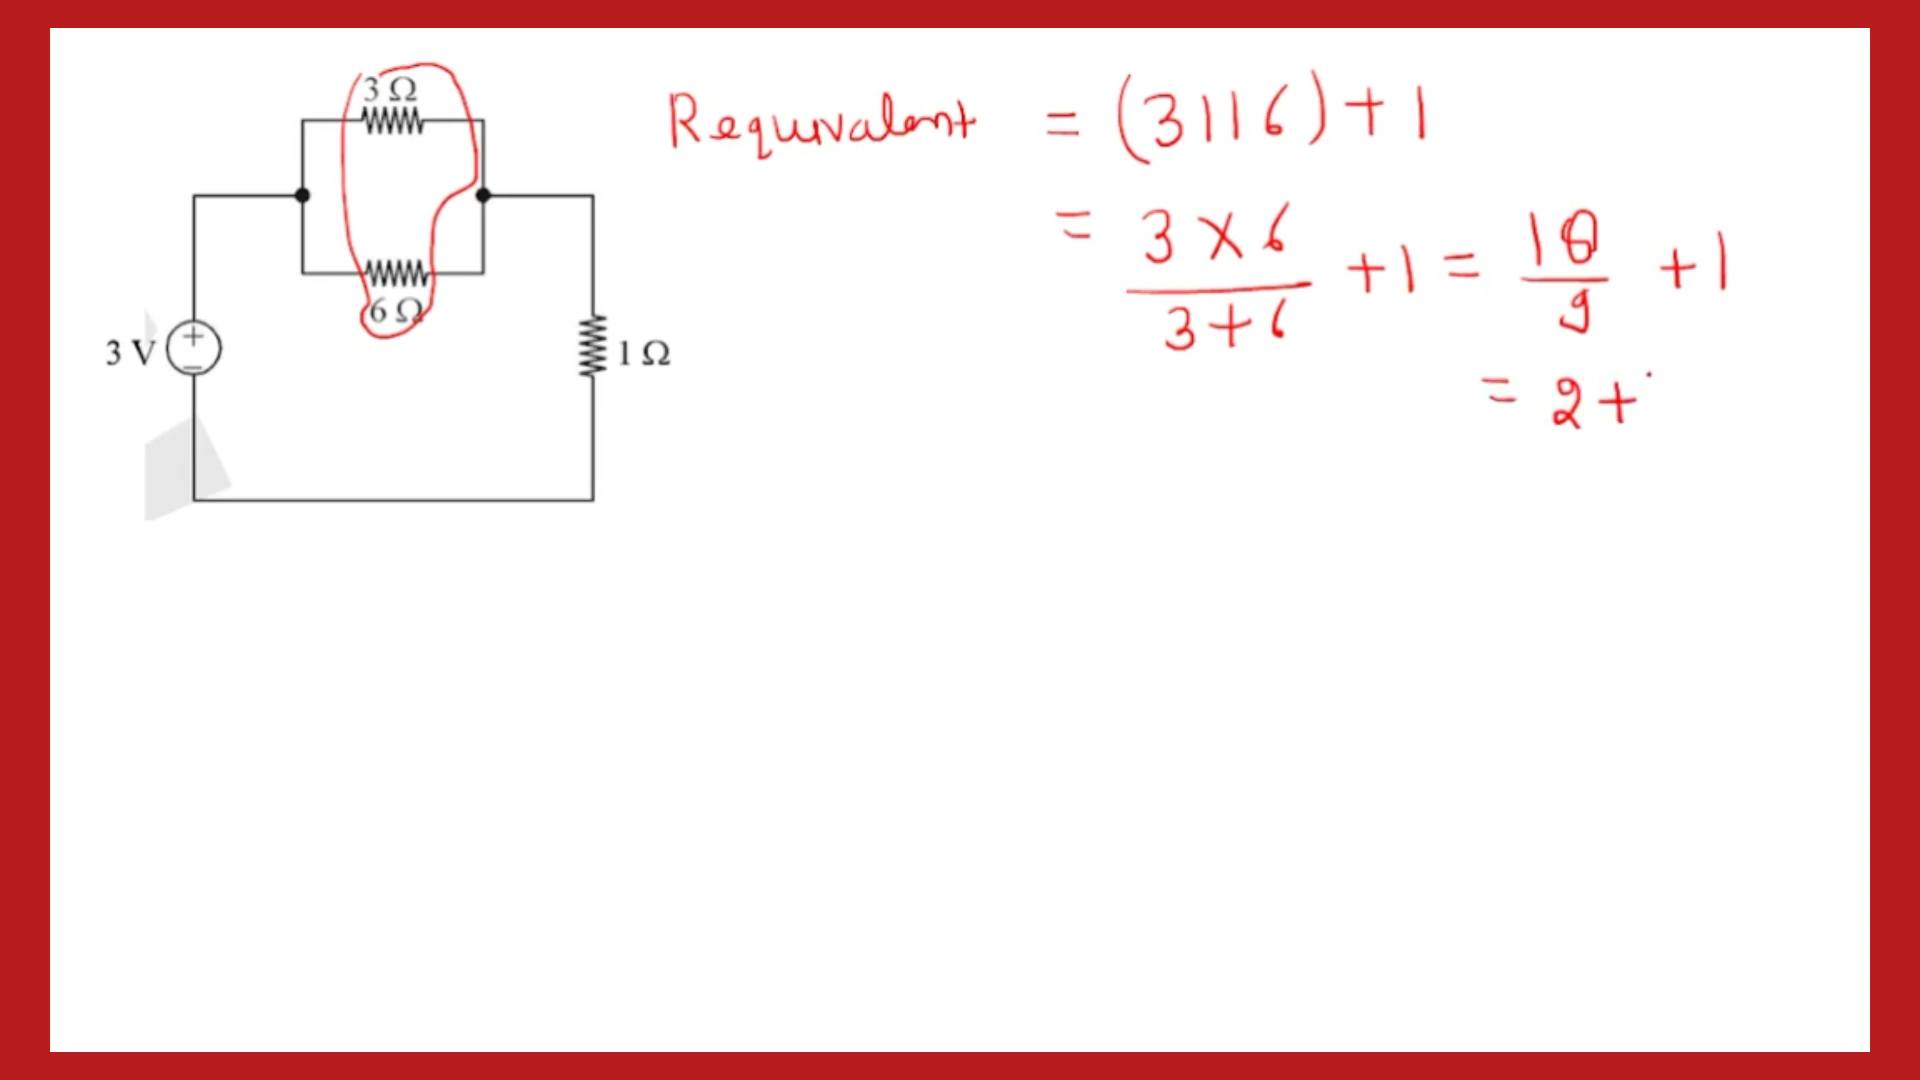 3 Ω
6 Ω
3 V
+
−
1 Ω
Requivalent = (3||6)+1
= 3 × 6 / 3+6 +1 = 18 / 9 +1
= 2+